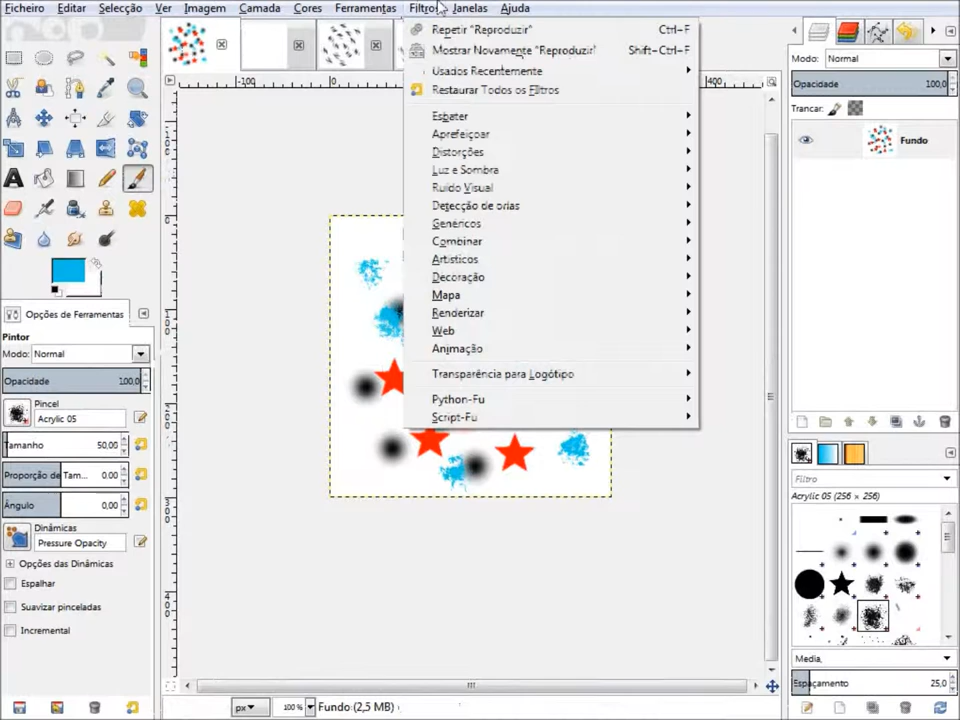 Ficheiro Editar Selecção Ver Imagem Camada Cores Ferramentas Filtros Janelas Ajuda
Repetir "Reproduzir" Ctrl+F
Mostrar Novamente "Reproduzir" Shift+Ctrl+F
Usados Recentemente
Restaurar Todos os Filtros
Esbater
Aprefeiçoar
Distorções
Luz e Sombra
Ruído Visual
Detecção de orlas
Genéricos
Combinar
Artísticos
Decoração
Mapa
Renderizar
Web
Animação
Transparência para Logótipo
Python-Fu
Script-Fu
-100 0 400
Modo: Normal
Opacidade 100,0
Trancar:
Fundo
Opções de Ferramentas
Pintor
Modo: Normal
Opacidade 100,0
Pincel
Acrylic 05
Tamanho 50,00
Proporção de Tam... 0,00
Ângulo 0,00
Dinâmicas
Pressure Opacity
Opções das Dinâmicas
Espalhar
Suavizar pinceladas
Incremental
Filtro
Acrylic 05 (256 × 256)
Media,
Espaçamento 25,0
px 100 % Fundo (2,5 MB)